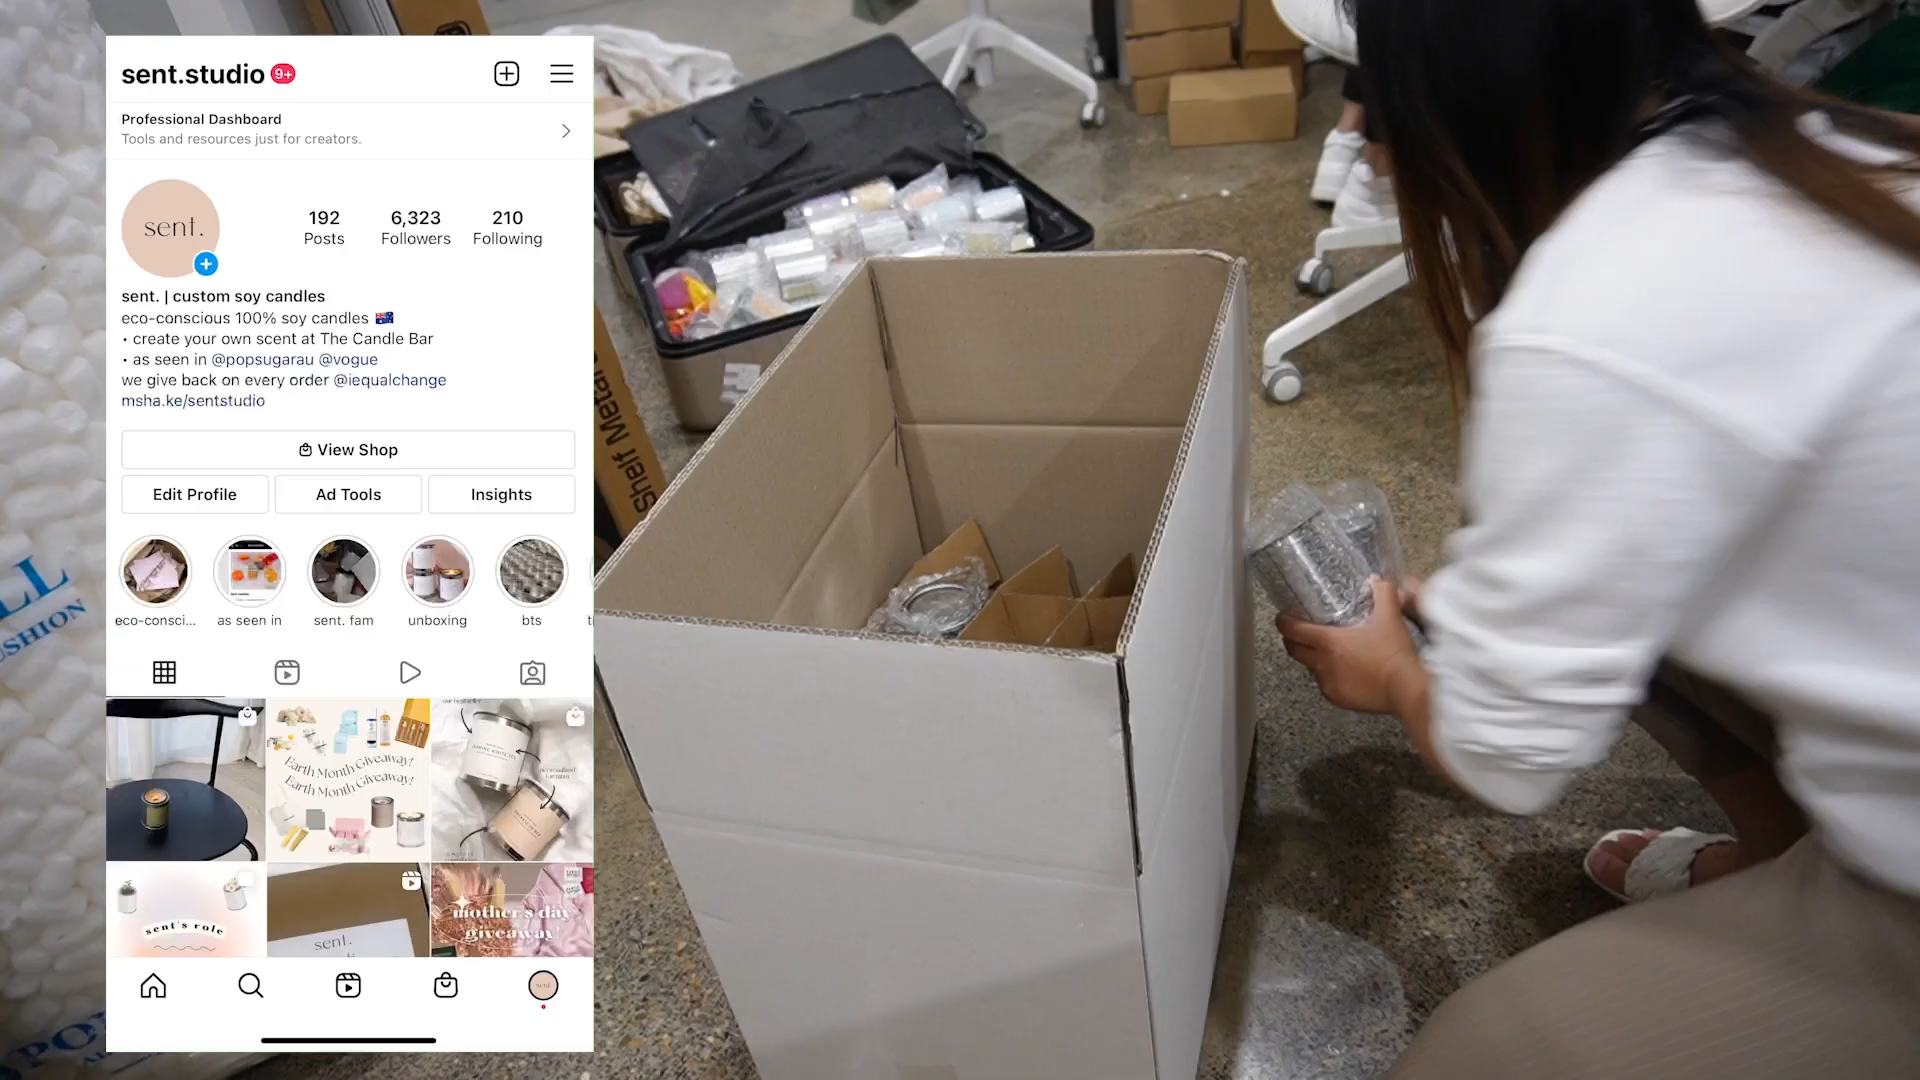 sent.studio 9+
Professional Dashboard
Tools and resources just for creators.
sent.
192 6,323 210
Posts Followers Following
sent. | custom soy candles
eco-conscious 100% soy candles 🇦🇺
• create your own scent at The Candle Bar
• as seen in @popsugarau @vogue
we give back on every order @iequalchange
msha.ke/sentstudio
View Shop
Edit Profile Ad Tools Insights
eco-consci... as seen in sent. fam unboxing bts
our bestseller
Earth Month Giveaway!
Earth Month Giveaway!
sent's role
sent.
mother's day
giveaway!
Shelf Metal
USHION